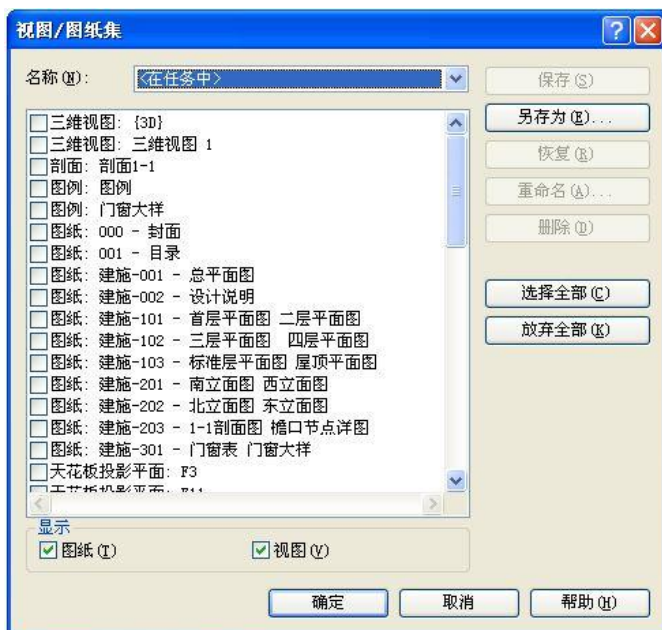 视图/图纸集
名称(N): <在任务中>
保存(S)
另存为(E)...
恢复(R)
重命名(A)...
删除(D)
选择全部(C)
放弃全部(K)
三维视图: {3D}
三维视图: 三维视图 1
剖面: 剖面1-1
图例: 图例
图例: 门窗大样
图纸: 000 - 封面
图纸: 001 - 目录
图纸: 建施-001 - 总平面图
图纸: 建施-002 - 设计说明
图纸: 建施-101 - 首层平面图 二层平面图
图纸: 建施-102 - 三层平面图  四层平面图
图纸: 建施-103 - 标准层平面图 屋顶平面图
图纸: 建施-201 - 南立面图 西立面图
图纸: 建施-202 - 北立面图 东立面图
图纸: 建施-203 - 1-1剖面图 檐口节点详图
图纸: 建施-301 - 门窗表 门窗大样
天花板投影平面: F3
天花板投影平面:
显示
图纸(T)
视图(V)
确定
取消
帮助(H)